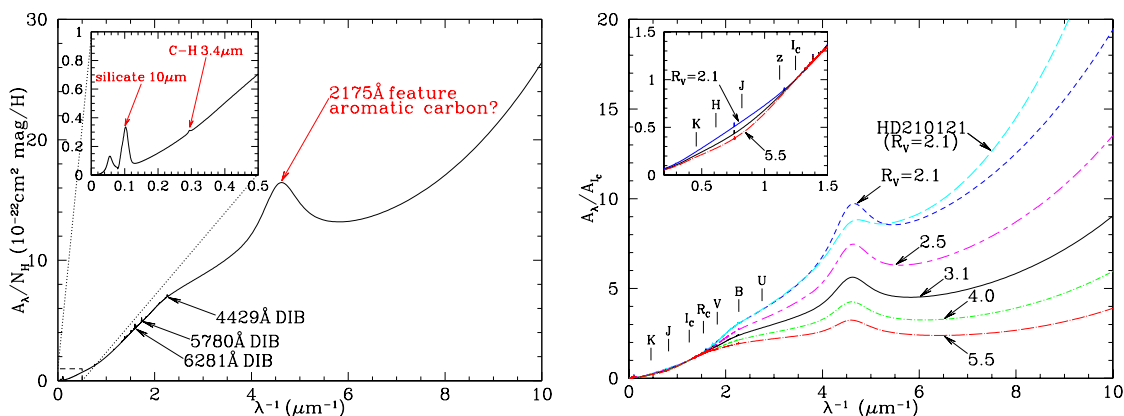 30
20
10
0
0
2
4
6
8
10
A_λ/N_H (10⁻²²cm² mag/H)
λ⁻¹ (μm⁻¹)
1
0.8
0.6
0.4
0.2
0
0
0.1
0.2
0.3
0.4
0.5
C-H 3.4μm
silicate 10μm
2175Å feature
aromatic carbon?
4429Å DIB
5780Å DIB
6281Å DIB
20
15
10
5
0
0
2
4
6
8
10
A_λ/A_{I_C}
λ⁻¹ (μm⁻¹)
1.5
1
0.5
0
0.5
1
1.5
I_C
z
J
H
K
R_V=2.1
5.5
HD210121
(R_V=2.1)
R_V=2.1
2.5
3.1
4.0
5.5
U
B
V
R_C
I_C
J
K